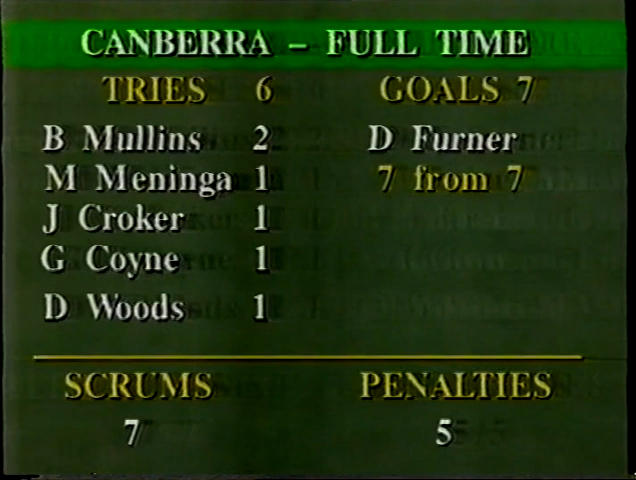 CANBERRA – FULL TIME
TRIES 6 GOALS 7
B Mullins 2 D Furner
M Meninga 1 7 from 7
J Croker 1
G Coyne 1
D Woods 1
SCRUMS PENALTIES
7 5